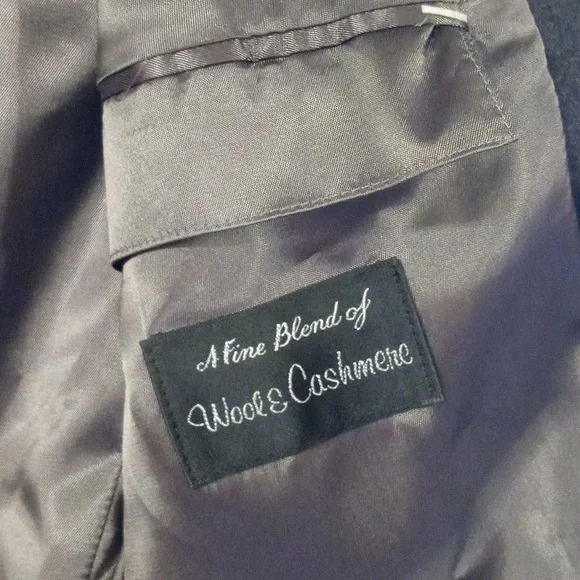 A Fine Blend of
Wool & Cashmere